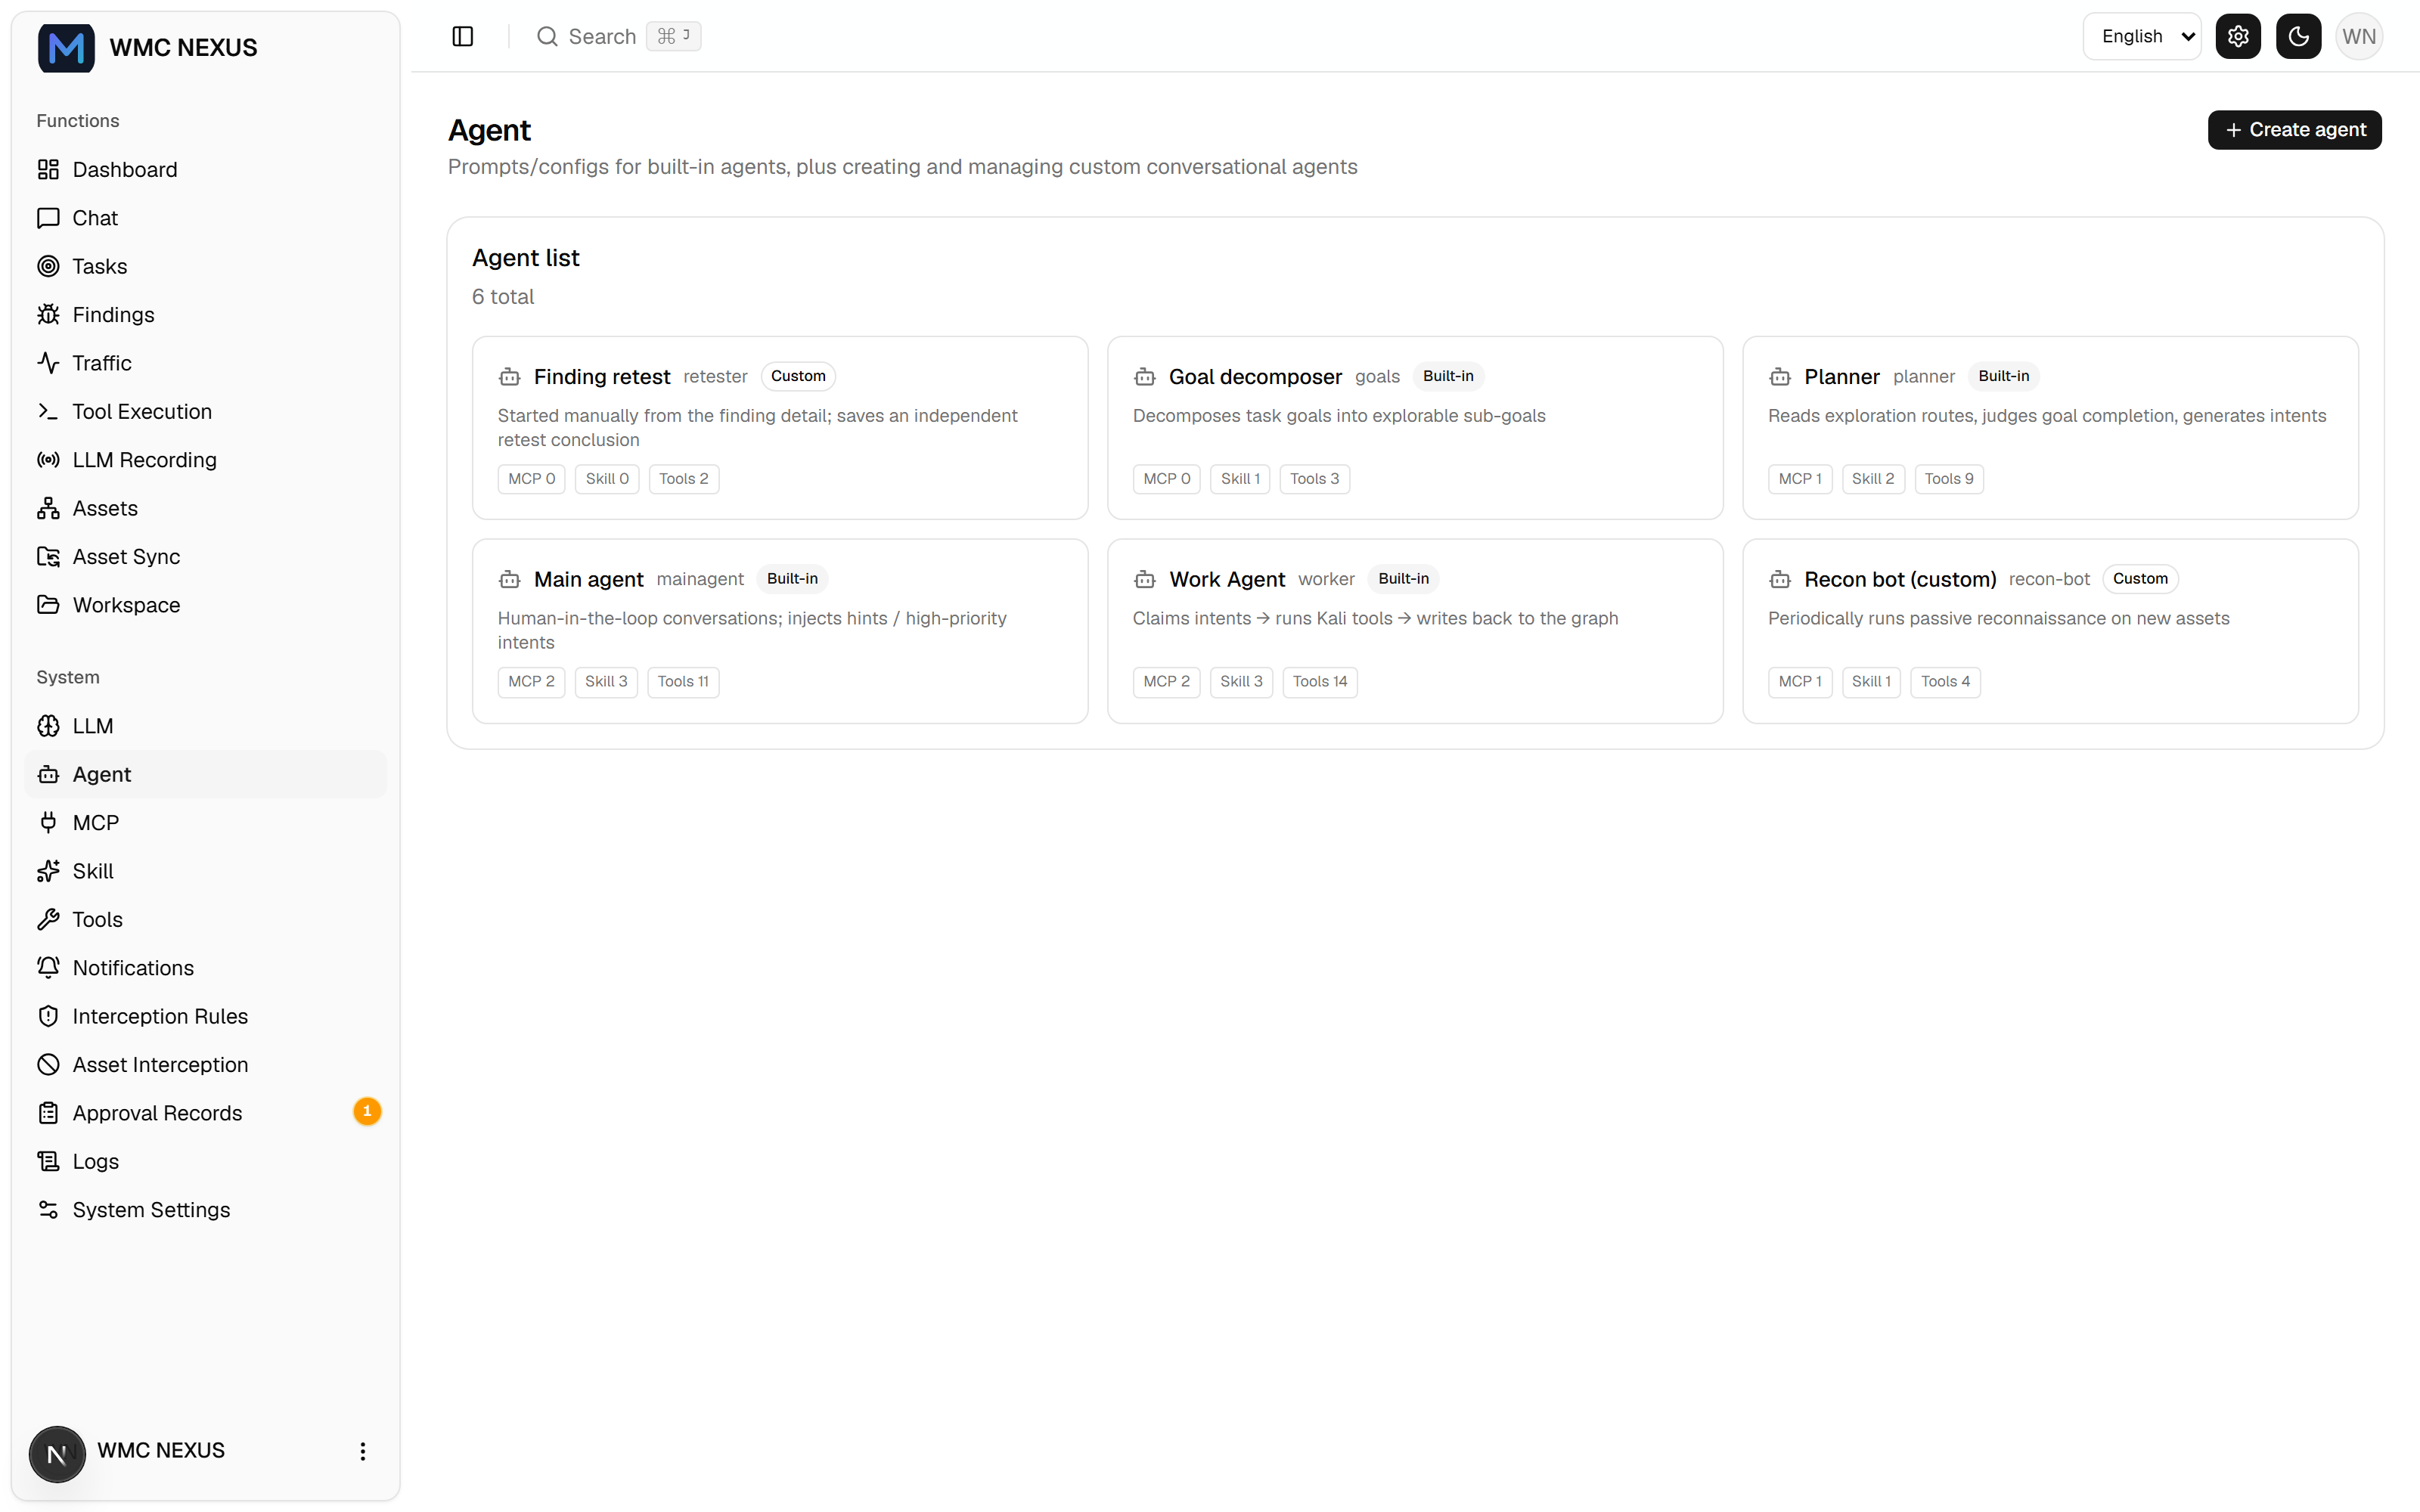 WMC NEXUS
Functions
Dashboard
Chat
Tasks
Findings
Traffic
Tool Execution
LLM Recording
Assets
Asset Sync
Workspace
System
LLM
Agent
MCP
Skill
Tools
Notifications
Interception Rules
Asset Interception
Approval Records 1
Logs
System Settings
WMC NEXUS
Search ⌘ J
English
WN
Agent
Prompts/configs for built-in agents, plus creating and managing custom conversational agents
Create agent
Agent list
6 total
Finding retest retester Custom
Started manually from the finding detail; saves an independent
retest conclusion
MCP 0 Skill 0 Tools 2
Goal decomposer goals Built-in
Decomposes task goals into explorable sub-goals
MCP 0 Skill 1 Tools 3
Planner planner Built-in
Reads exploration routes, judges goal completion, generates intents
MCP 1 Skill 2 Tools 9
Main agent mainagent Built-in
Human-in-the-loop conversations; injects hints / high-priority
intents
MCP 2 Skill 3 Tools 11
Work Agent worker Built-in
Claims intents → runs Kali tools → writes back to the graph
MCP 2 Skill 3 Tools 14
Recon bot (custom) recon-bot Custom
Periodically runs passive reconnaissance on new assets
MCP 1 Skill 1 Tools 4